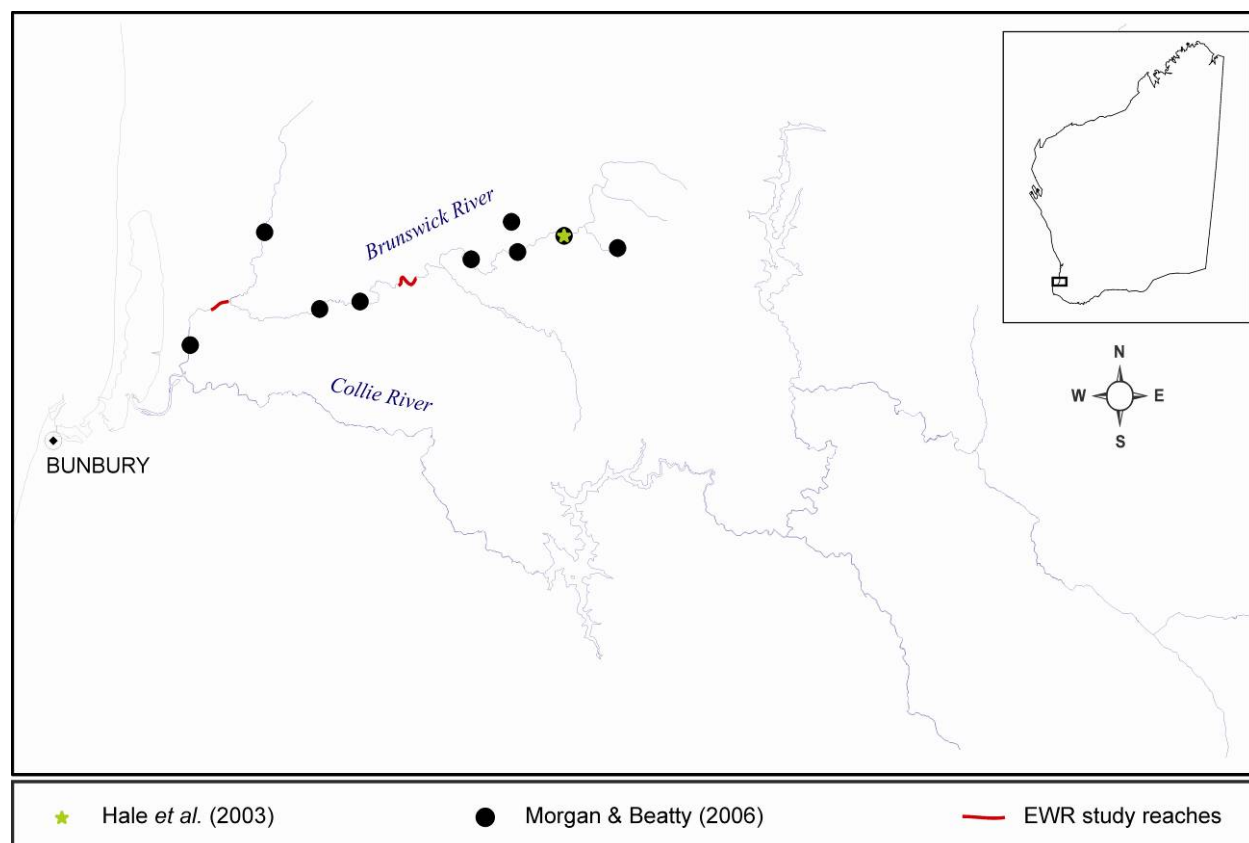 Brunswick River
Collie River
BUNBURY
N
W E
S
Hale et al. (2003) Morgan & Beatty (2006) EWR study reaches